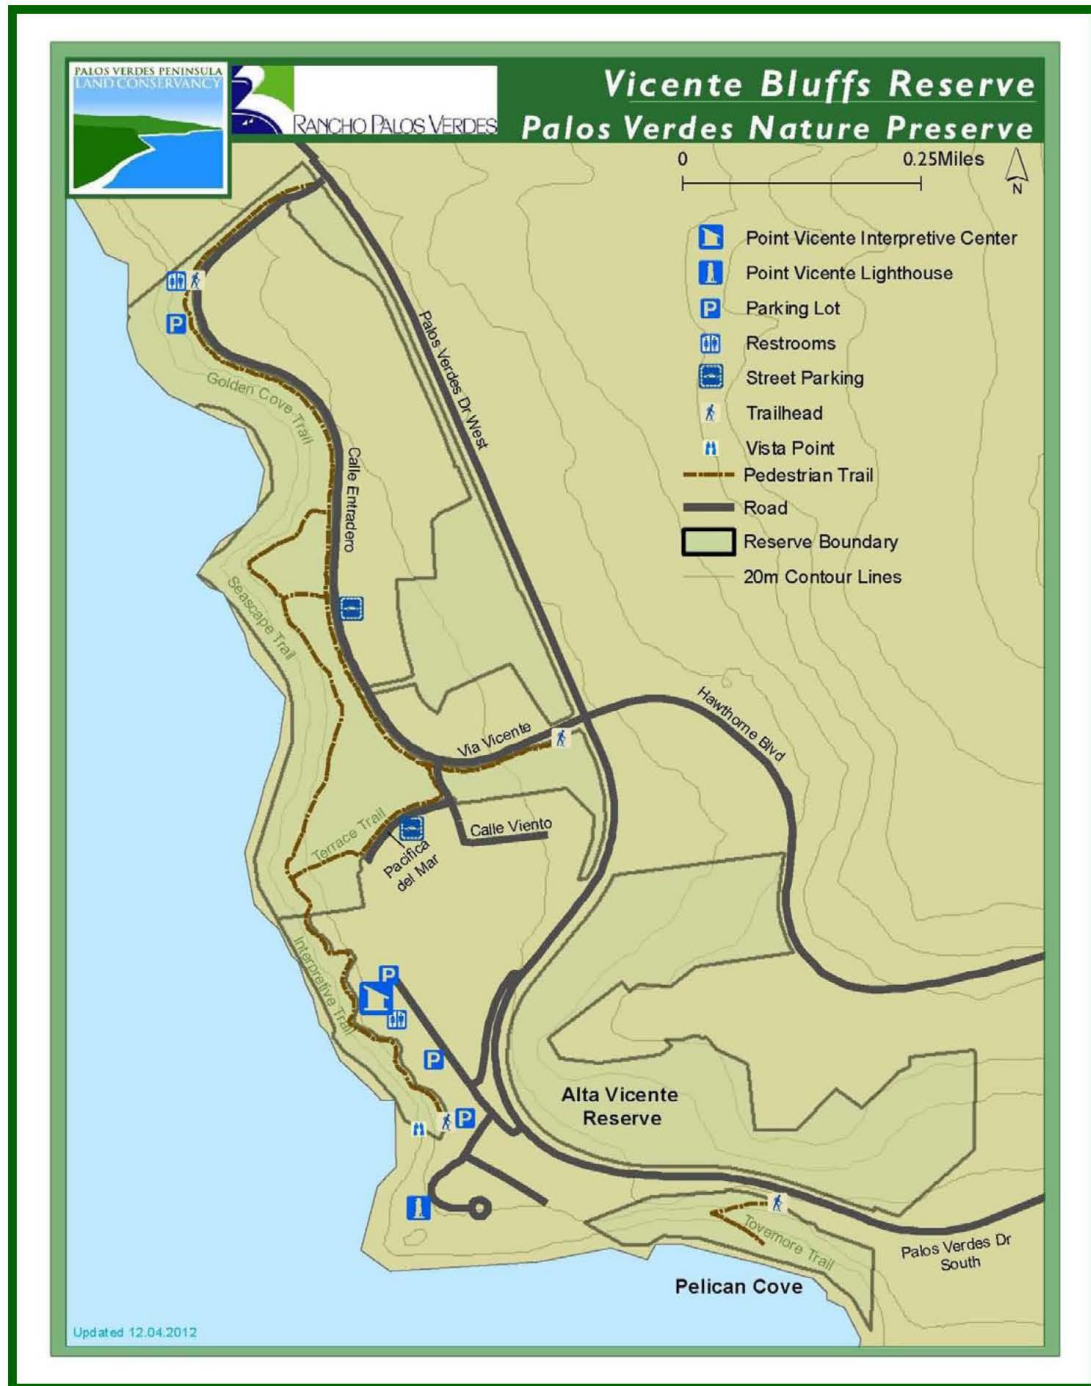 PALOS VERDES PENINSULA
LAND CONSERVANCY
RANCHO PALOS VERDES
Vicente Bluffs Reserve
Palos Verdes Nature Preserve
0 0.25Miles
N
Point Vicente Interpretive Center
Point Vicente Lighthouse
P Parking Lot
Restrooms
Street Parking
Trailhead
Vista Point
Pedestrian Trail
Road
Reserve Boundary
20m Contour Lines
P
Palos Verdes Dr West
Golden Cove Trail
Calle Entradero
Seascape Trail
Hawthorne Blvd
Via Vicente
Terrace Trail
Calle Viento
Pacifica
del Mar
Interpretive Trail
P
P
Alta Vicente
Reserve
P
Tovemore Trail
Palos Verdes Dr
South
Pelican Cove
Updated 12.04.2012